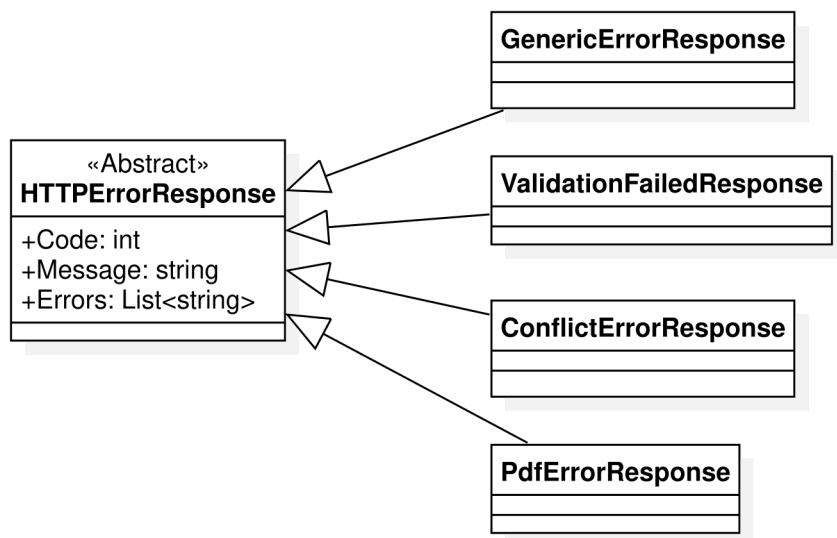 «Abstract»
HTTPErrorResponse
+Code: int
+Message: string
+Errors: List<string>
GenericErrorResponse
ValidationFailedResponse
ConflictErrorResponse
PdfErrorResponse